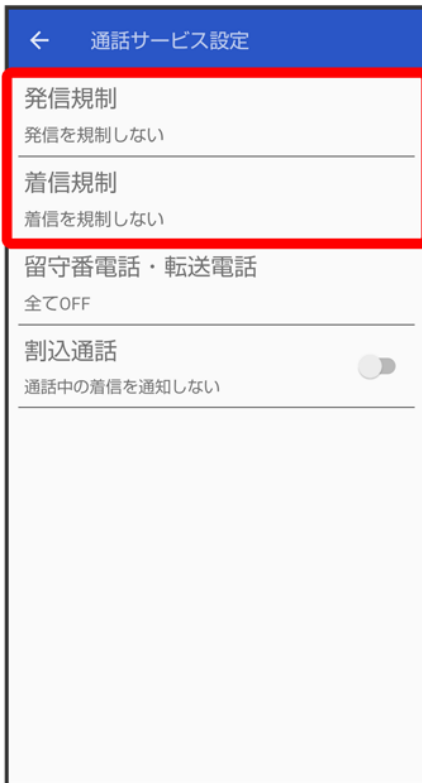 通話サービス設定
発信規制
発信を規制しない
着信規制
着信を規制しない
留守番電話・転送電話
全てOFF
割込通話
通話中の着信を通知しない